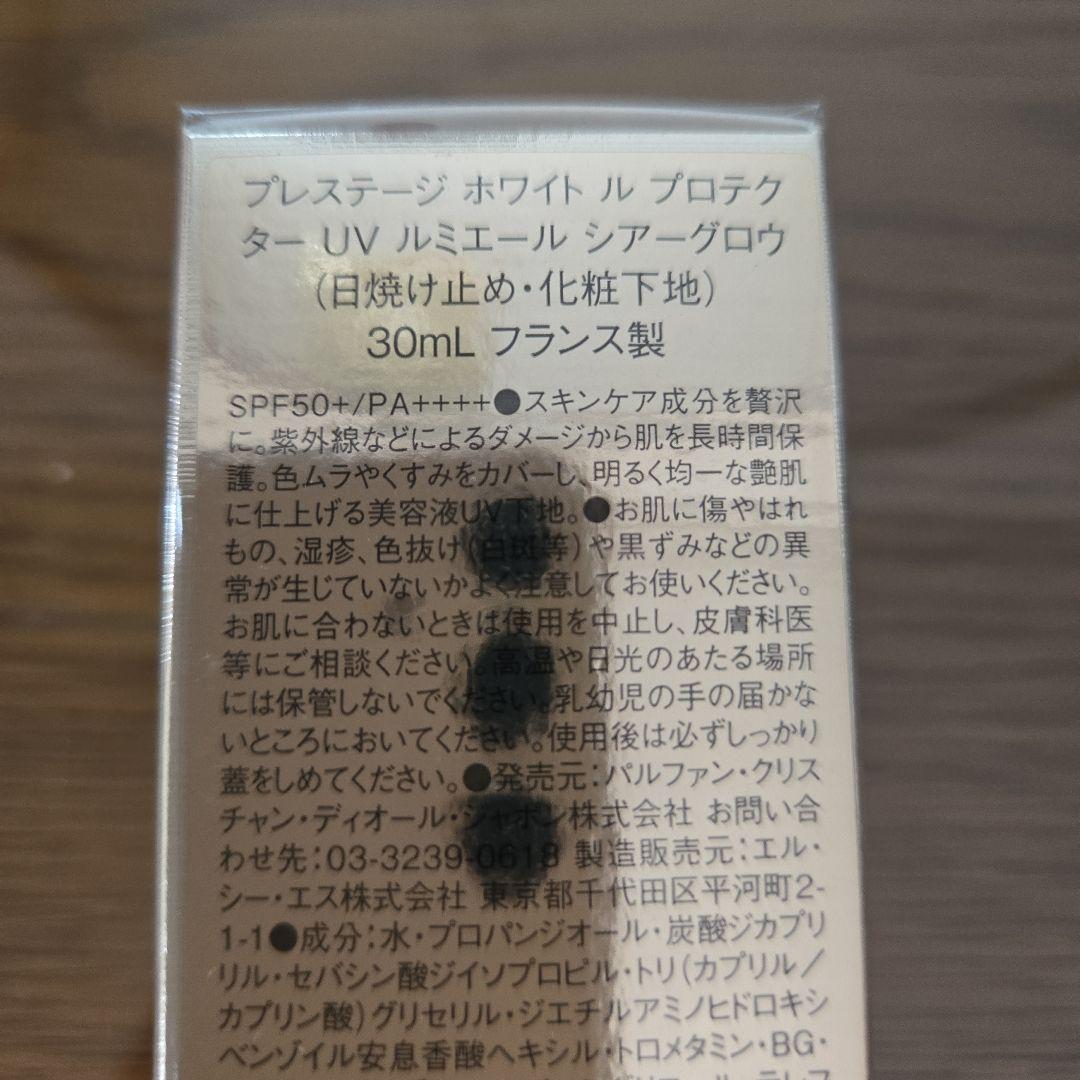 プレステージ ホワイト ル プロテク
ター UV ルミエール シアーグロウ
(日焼け止め・化粧下地)
30mL フランス製
SPF50+/PA++++●スキンケア成分を贅沢
に。紫外線などによるダメージから肌を長時間保
護。色ムラやくすみをカバーし、明るく均一な艶肌
に仕上げる美容液UV下地。●お肌に傷やはれ
もの、湿疹、色抜け(白斑等)や黒ずみなどの異
常が生じていないかよく注意してお使いください。
お肌に合わないときは使用を中止し、皮膚科医
等にご相談ください。高温や日光のあたる場所
には保管しないでください。乳幼児の手の届かな
いところにおいてください。使用後は必ずしっかり
蓋をしめてください。●発売元:パルファン・クリス
チャン・ディオール・ジャポン株式会社 お問い合
わせ先:03-3239-0618 製造販売元:エル・
シー・エス株式会社 東京都千代田区平河町2-
1-1●成分:水・プロパンジオール・炭酸ジカプリ
リル・セバシン酸ジイソプロピル・トリ(カプリル/
カプリン酸)グリセリル・ジエチルアミノヒドロキシ
ベンゾイル安息香酸ヘキシル・トロメタミン・BG・